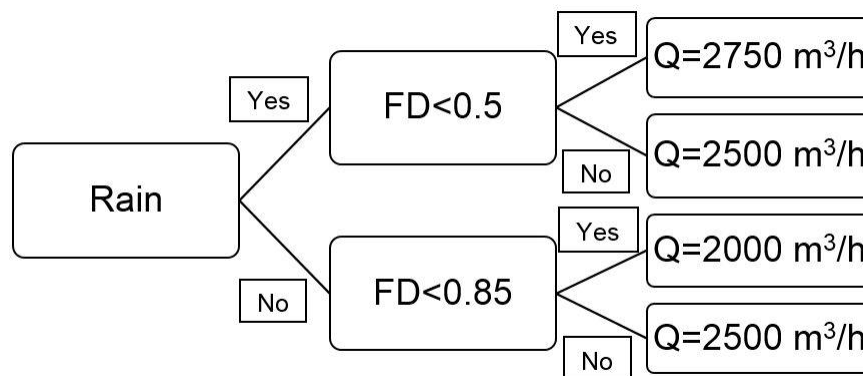 Yes
Q=2750 m³/h
Yes
FD<0.5
No
Q=2500 m³/h
Rain
Yes
Q=2000 m³/h
No
FD<0.85
No
Q=2500 m³/h